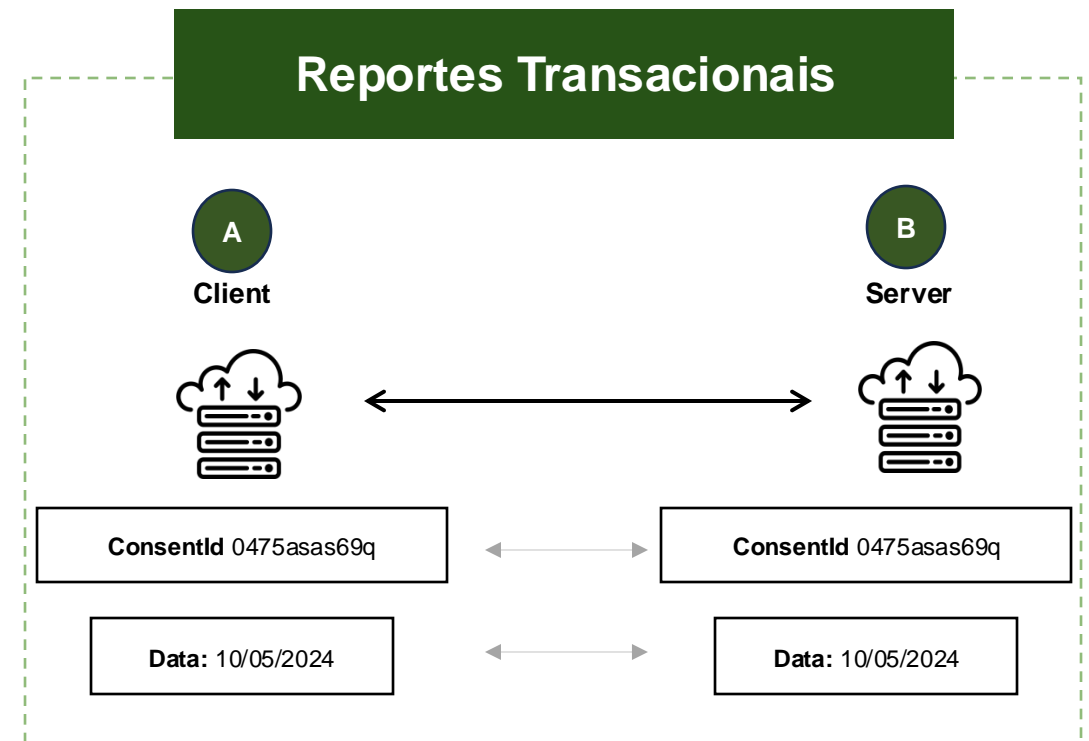 Reportes Transacionais
A
B
Client
Server
ConsentId 0475asas69q
ConsentId 0475asas69q
Data: 10/05/2024
Data: 10/05/2024